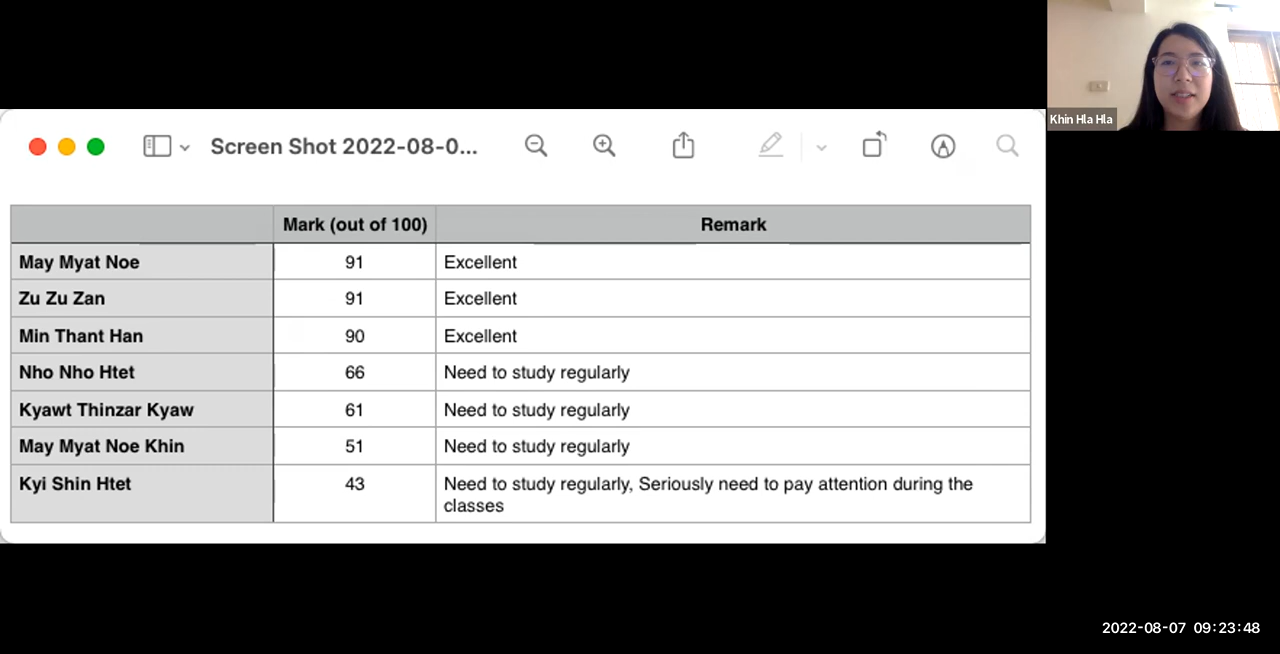 Khin Hla Hla
Screen Shot 2022-08-0...
Mark (out of 100) Remark
May Myat Noe 91 Excellent
Zu Zu Zan 91 Excellent
Min Thant Han 90 Excellent
Nho Nho Htet 66 Need to study regularly
Kyawt Thinzar Kyaw 61 Need to study regularly
May Myat Noe Khin 51 Need to study regularly
Kyi Shin Htet 43 Need to study regularly, Seriously need to pay attention during the
classes
2022-08-07 09:23:48